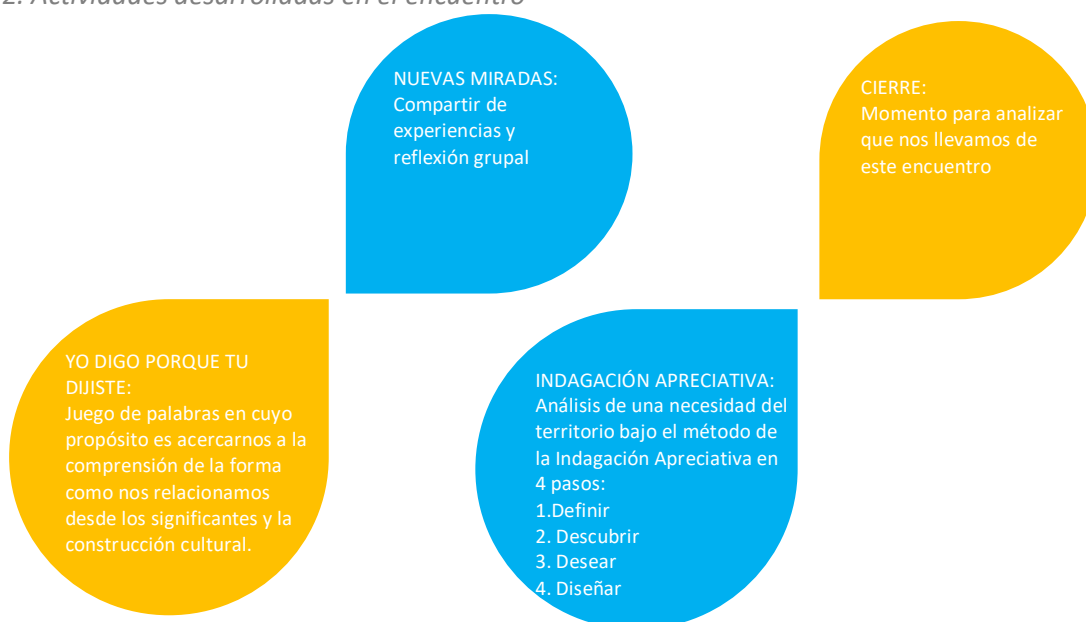 2. Actividades desarrolladas en el encuentro
NUEVAS MIRADAS:
Compartir de
experiencias y
reflexión grupal
CIERRE:
Momento para analizar
que nos llevamos de
este encuentro
YO DIGO PORQUE TU
DIJISTE:
Juego de palabras en cuyo
propósito es acercarnos a la
comprensión de la forma
como nos relacionamos
desde los significantes y la
construcción cultural.
INDAGACIÓN APRECIATIVA:
Análisis de una necesidad del
territorio bajo el método de
la Indagación Apreciativa en
4 pasos:
1.Definir
2. Descubrir
3. Desear
4. Diseñar